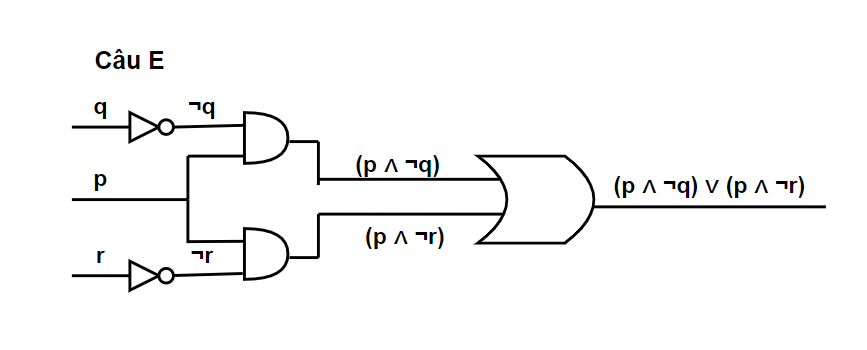 Câu E
q
¬q
p
(p ∧ ¬q)
(p ∧ ¬q) ∨ (p ∧ ¬r)
(p ∧ ¬r)
r
¬r